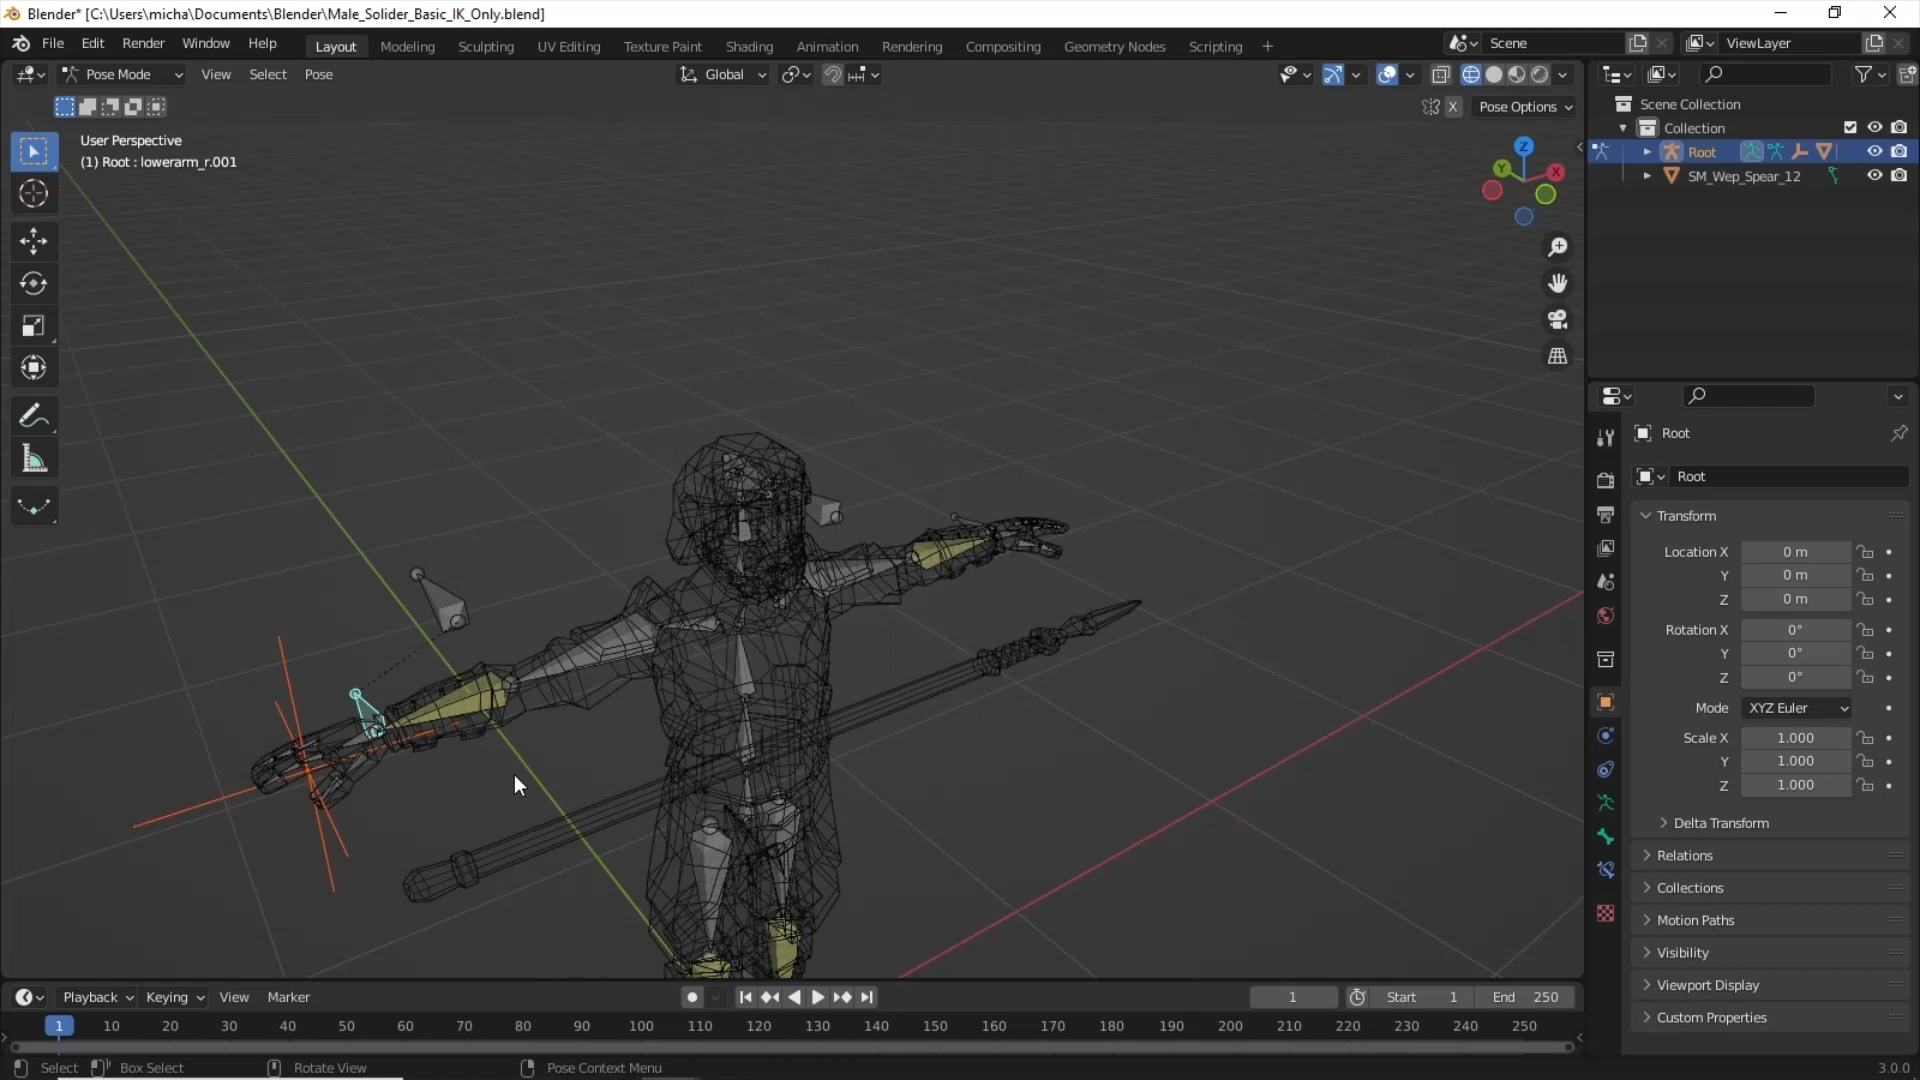 Blender* [C:\Users\micha\Documents\Blender\Male_Solider_Basic_IK_Only.blend]
File Edit Render Window Help Layout Modeling Sculpting UV Editing Texture Paint Shading Animation Rendering Compositing Geometry Nodes Scripting + Scene ViewLayer
Pose Mode View Select Pose Global
X Pose Options
User Perspective
(1) Root : lowerarm_r.001
Z
Y
X
Scene Collection
Collection
Root
SM_Wep_Spear_12
Root
Root
Transform
Location X 0 m
Y 0 m
Z 0 m
Rotation X 0°
Y 0°
Z 0°
Mode XYZ Euler
Scale X 1.000
Y 1.000
Z 1.000
Delta Transform
Relations
Collections
Motion Paths
Visibility
Viewport Display
Custom Properties
Playback Keying View Marker 1 Start 1 End 250
1 10 20 30 40 50 60 70 80 90 100 110 120 130 140 150 160 170 180 190 200 210 220 230 240 250
Select Box Select Rotate View Pose Context Menu 3.0.0